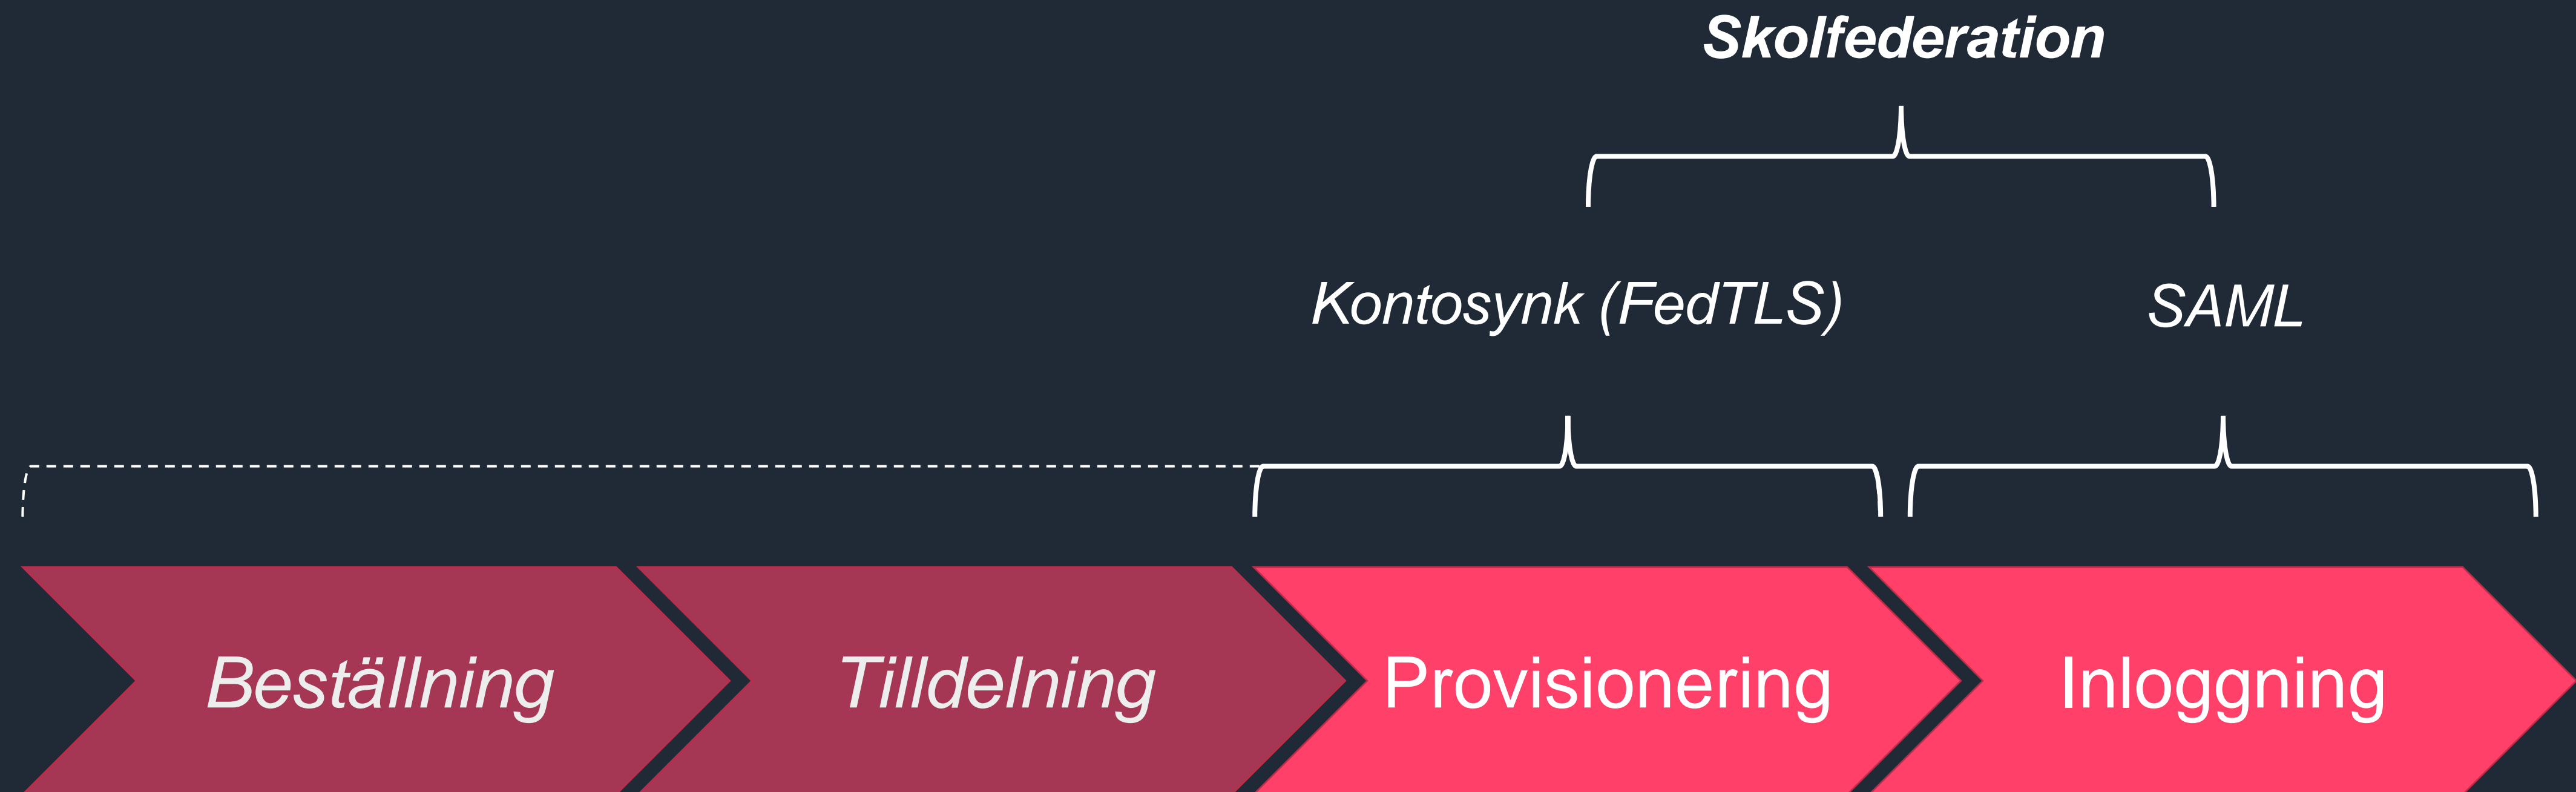 Skolfederation
Kontosynk (FedTLS)
SAML
Beställning
Tilldelning
Provisionering
Inloggning